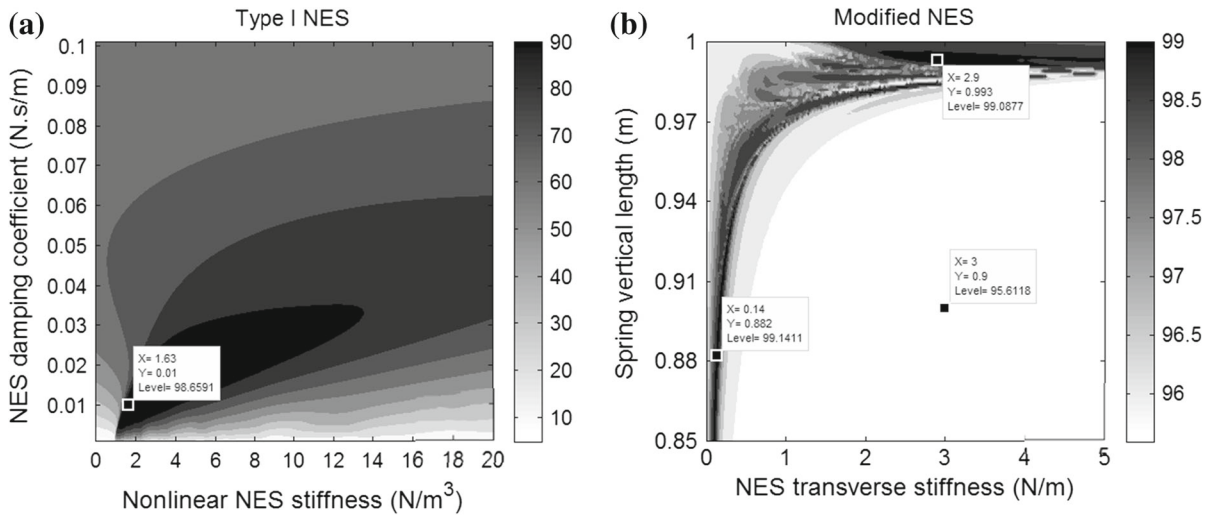 (a)
Type I NES
NES damping coefficient (N.s/m)
0.1
0.09
0.08
0.07
0.06
0.05
0.04
0.03
0.02
0.01
X= 1.63
Y= 0.01
Level= 98.6591
0 2 4 6 8 10 12 14 16 18 20
Nonlinear NES stiffness (N/m³)
90
80
70
60
50
40
30
20
10
(b)
Modified NES
Spring vertical length (m)
1
0.97
0.94
0.91
0.88
0.85
X= 2.9
Y= 0.993
Level= 99.0877
X= 3
Y= 0.9
Level= 95.6118
X= 0.14
Y= 0.882
Level= 99.1411
0 1 2 3 4 5
NES transverse stiffness (N/m)
99
98.5
98
97.5
97
96.5
96